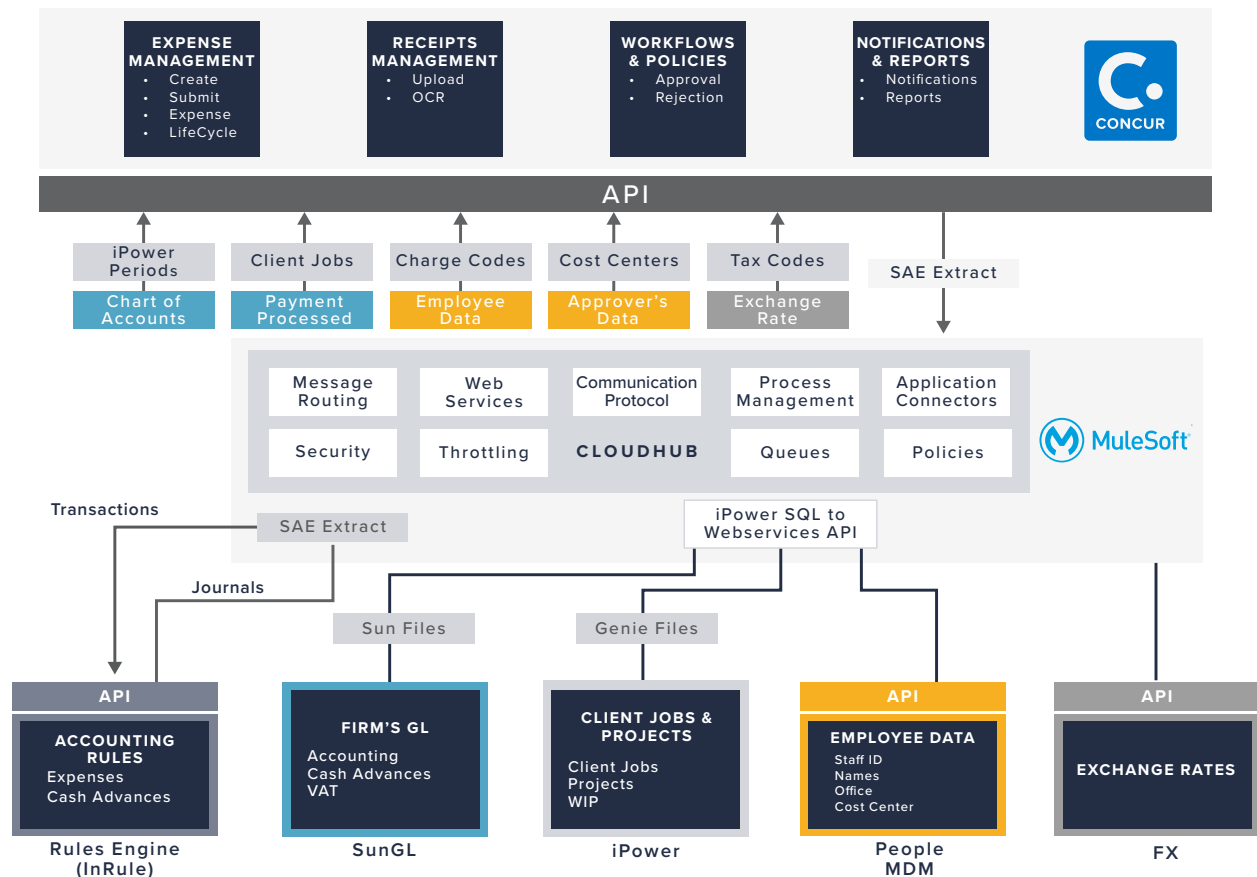 EXPENSE
MANAGEMENT
• Create
• Submit
• Expense
• LifeCycle
RECEIPTS
MANAGEMENT
• Upload
• OCR
WORKFLOWS
& POLICIES
• Approval
• Rejection
NOTIFICATIONS
& REPORTS
• Notifications
• Reports
C.
CONCUR
API
iPower
Periods
Client Jobs
Charge Codes
Cost Centers
Tax Codes
SAE Extract
Chart of
Accounts
Payment
Processed
Employee
Data
Approver's
Data
Exchange
Rate
Message
Routing
Web
Services
Communication
Protocol
Process
Management
Application
Connectors
Security
Throttling
CLOUDHUB
Queues
Policies
MuleSoft
Transactions
SAE Extract
iPower SQL to
Webservices API
Journals
Sun Files
Genie Files
API
ACCOUNTING
RULES
Expenses
Cash Advances
Rules Engine
(InRule)
FIRM'S GL
Accounting
Cash Advances
VAT
SunGL
CLIENT JOBS &
PROJECTS
Client Jobs
Projects
WIP
iPower
API
EMPLOYEE DATA
Staff ID
Names
Office
Cost Center
People
MDM
API
EXCHANGE RATES
FX